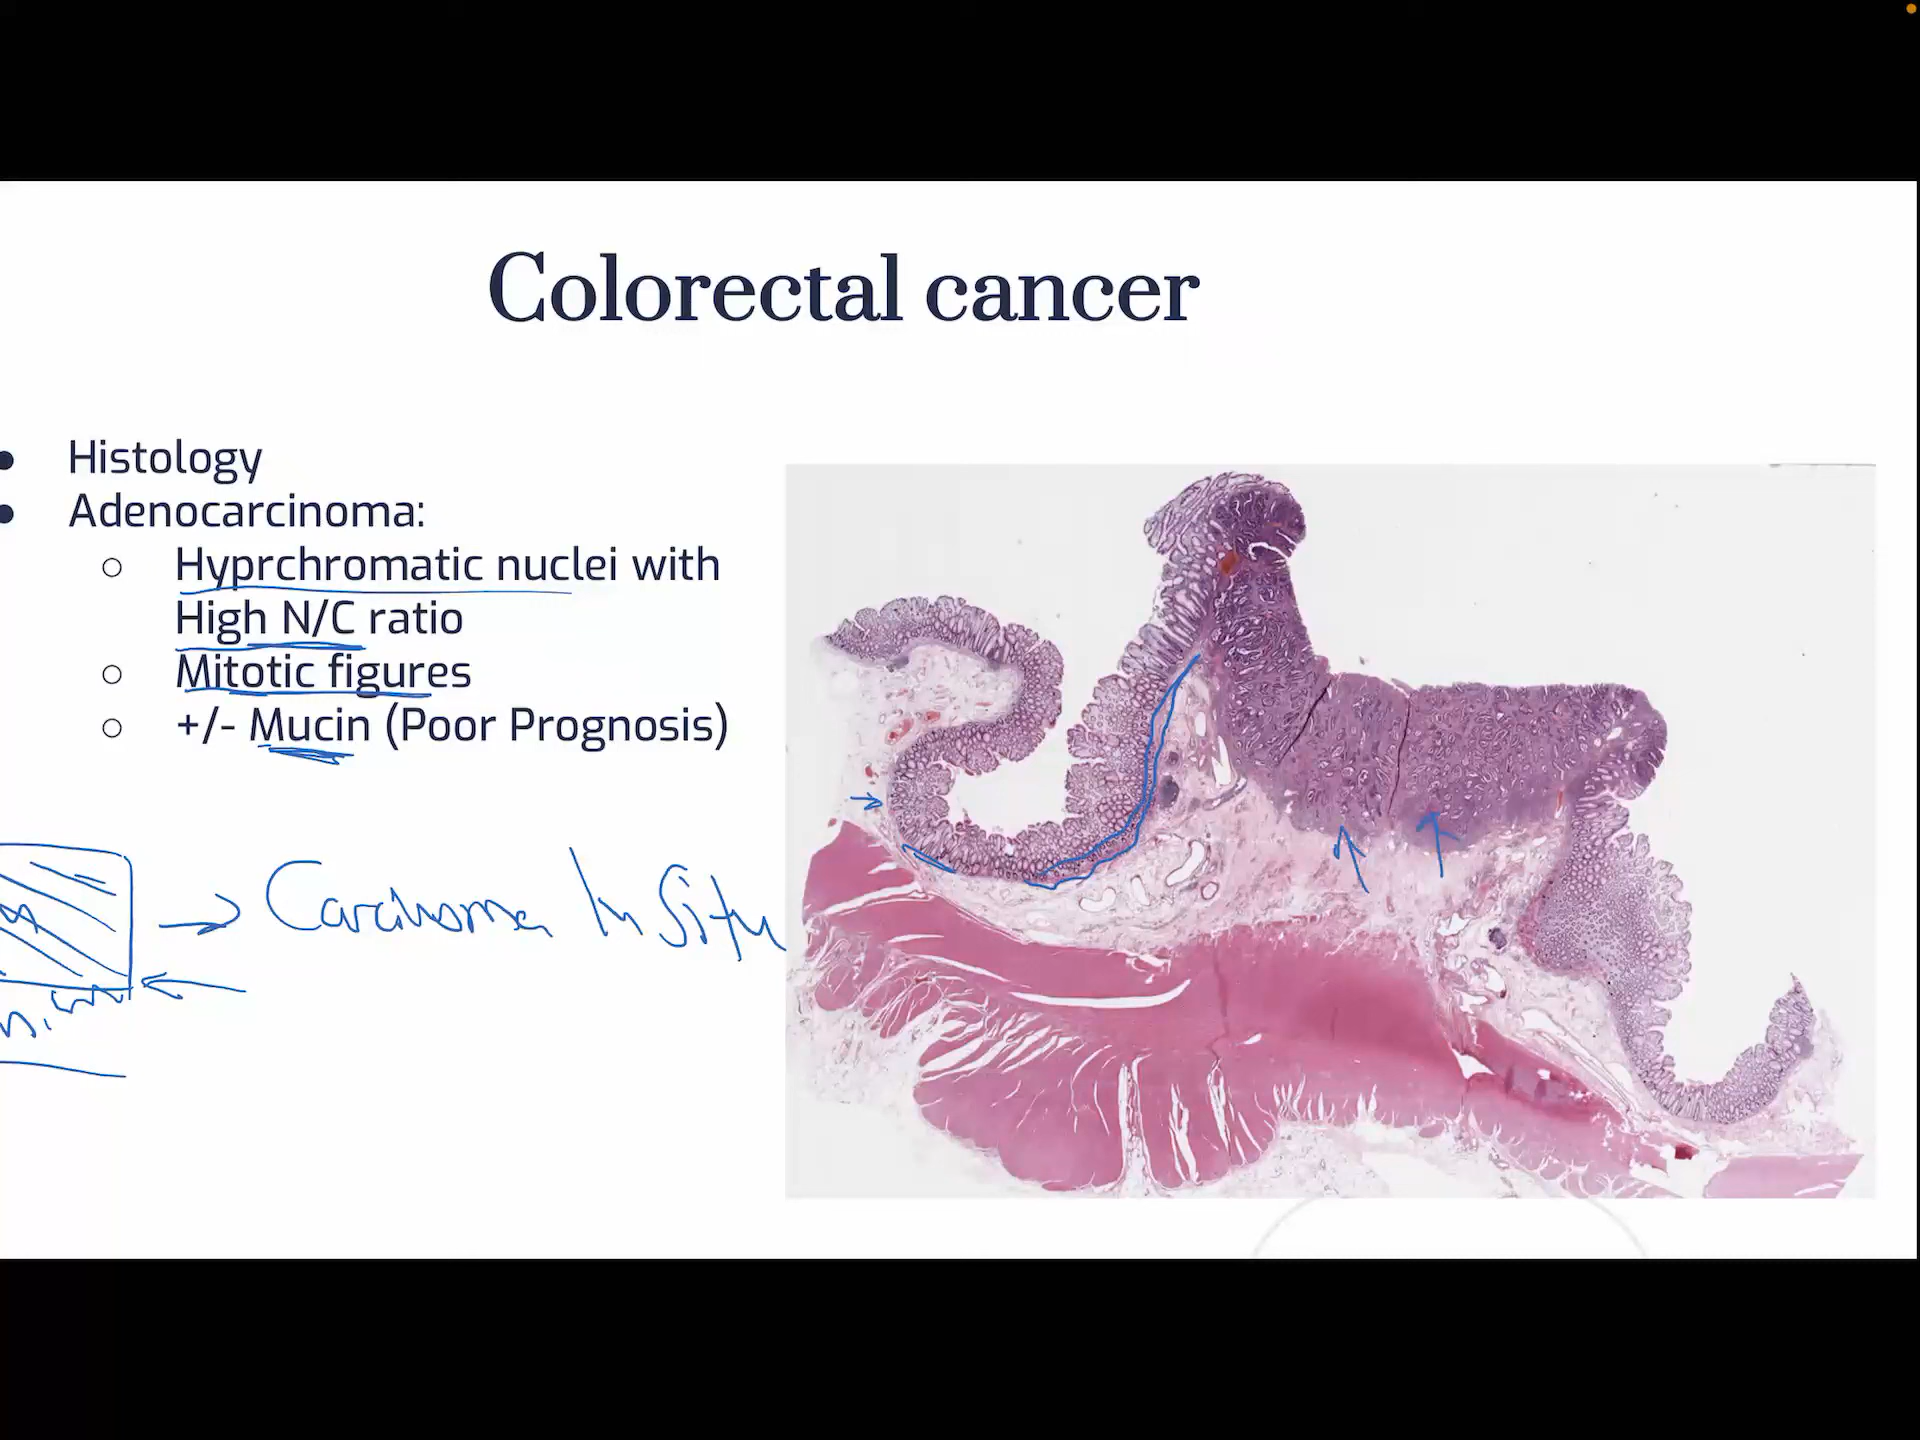 Colorectal cancer
Histology
Adenocarcinoma:
Hyprchromatic nuclei with
High N/C ratio
Mitotic figures
+/- Mucin (Poor Prognosis)
Carcinoma In Situ